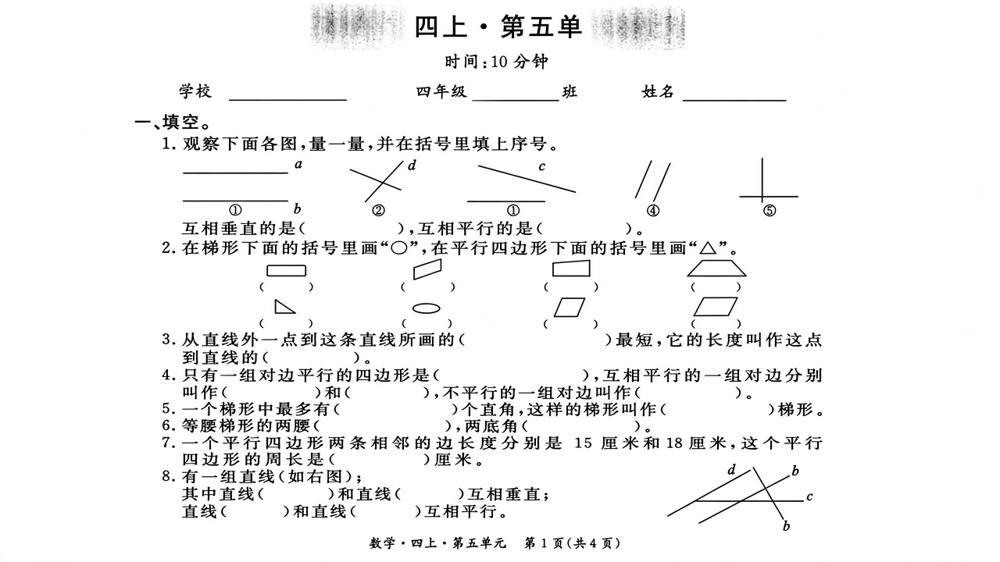 四上·第五单
时间:10 分钟
学校 四年级 班 姓名
一、填空。
1. 观察下面各图,量一量,并在括号里填上序号。
a d c
① b ② ① ④ ⑤
互相垂直的是( ),互相平行的是( )。
2. 在梯形下面的括号里画“○”,在平行四边形下面的括号里画“△”。
( ) ( ) ( ) ( )
( ) ( ) ( ) ( )
3. 从直线外一点到这条直线所画的( )最短,它的长度叫作这点
到直线的( )。
4. 只有一组对边平行的四边形是( ),互相平行的一组对边分别
叫作( )和( ),不平行的一组对边叫作( )。
5. 一个梯形中最多有( )个直角,这样的梯形叫作( )梯形。
6. 等腰梯形的两腰( ),两底角( )。
7. 一个平行四边形两条相邻的边长度分别是 15 厘米和 18 厘米,这个平行
四边形的周长是( )厘米。
8. 有一组直线(如右图);
其中直线( )和直线( )互相垂直;
直线( )和直线( )互相平行。
d b
c
b
数学·四上·第五单元 第 1 页(共 4 页)